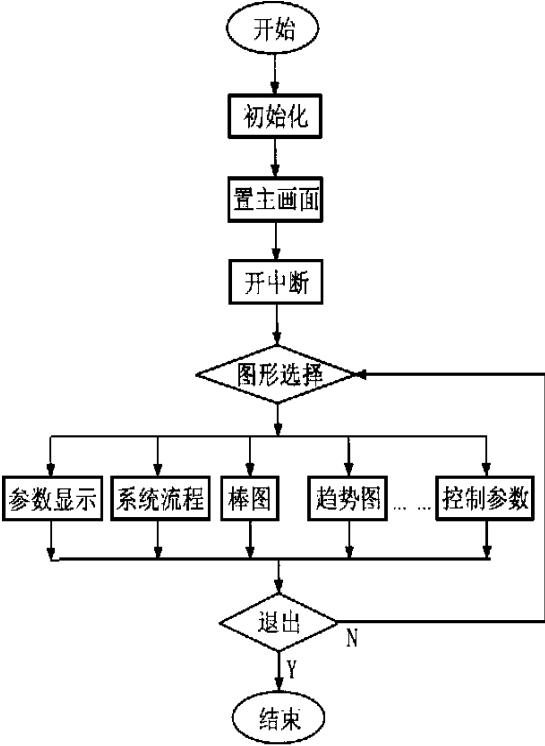 开始
初始化
置主画面
开中断
图形选择
参数显示 系统流程 棒图 趋势图 … … 控制参数
退出
N
Y
结束